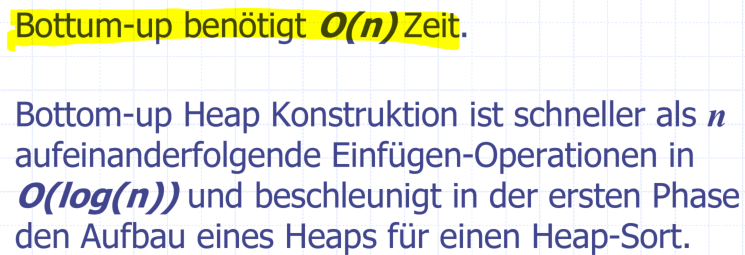 Bottum-up benötigt O(n) Zeit.
Bottom-up Heap Konstruktion ist schneller als n
aufeinanderfolgende Einfügen-Operationen in
O(log(n)) und beschleunigt in der ersten Phase
den Aufbau eines Heaps für einen Heap-Sort.